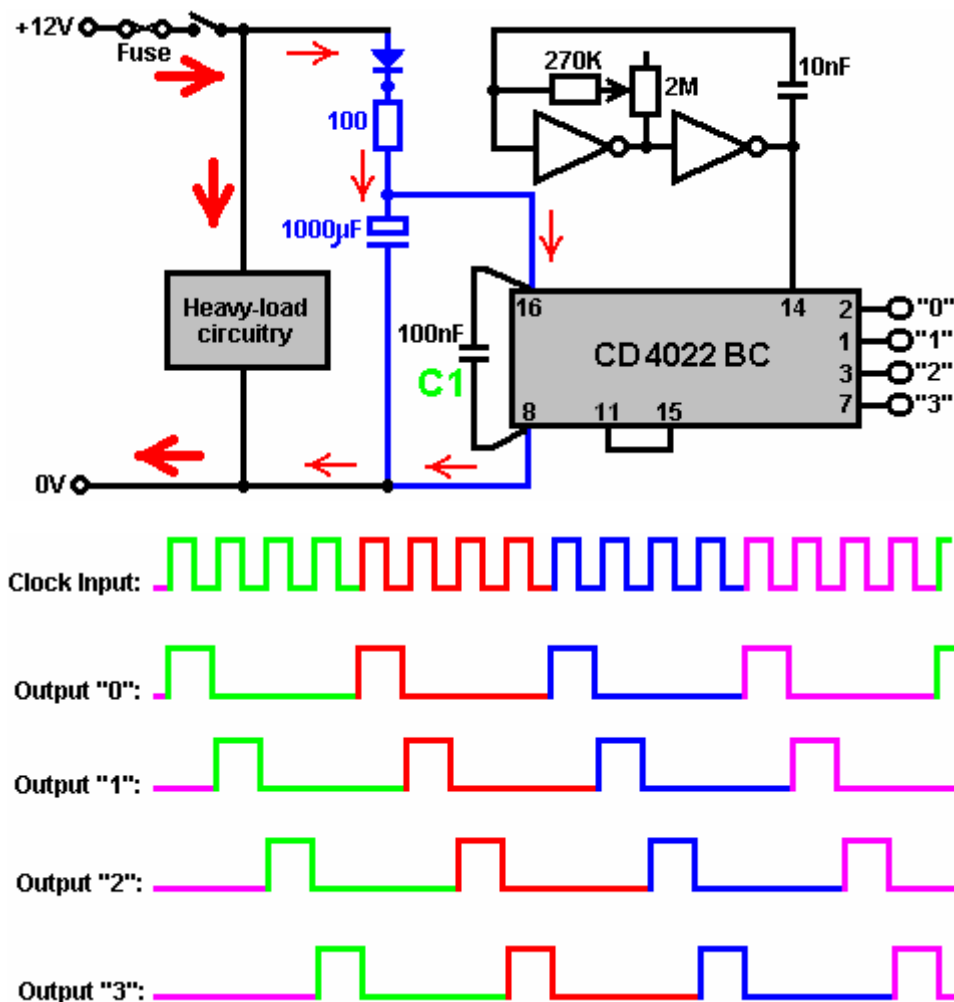 +12V
Fuse
270K
2M
10nF
100
1000µF
Heavy-load
circuitry
100nF
C1
16
14
2
"0"
1
"1"
CD4022 BC
3
"2"
8
11
15
7
"3"
0V
Clock Input:
Output "0":
Output "1":
Output "2":
Output "3":